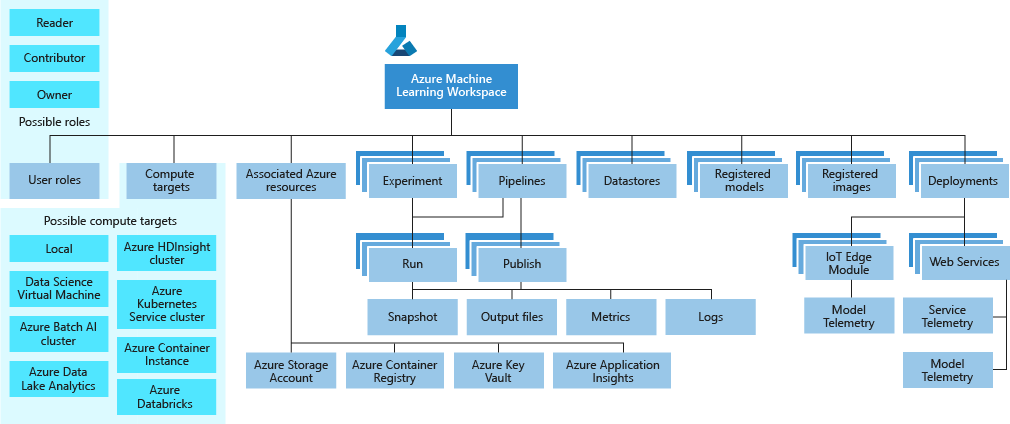 Reader
Contributor
Owner
Possible roles
Azure Machine
Learning Workspace
User roles
Compute
targets
Associated Azure
resources
Experiment
Pipelines
Datastores
Registered
models
Registered
images
Deployments
Possible compute targets
Local
Azure HDInsight
cluster
Data Science
Virtual Machine
Azure
Kubernetes
Service cluster
Azure Batch AI
cluster
Azure Container
Instance
Azure Data
Lake Analytics
Azure
Databricks
Run
Publish
IoT Edge
Module
Web Services
Snapshot
Output files
Metrics
Logs
Model
Telemetry
Service
Telemetry
Azure Storage
Account
Azure Container
Registry
Azure Key
Vault
Azure Application
Insights
Model
Telemetry